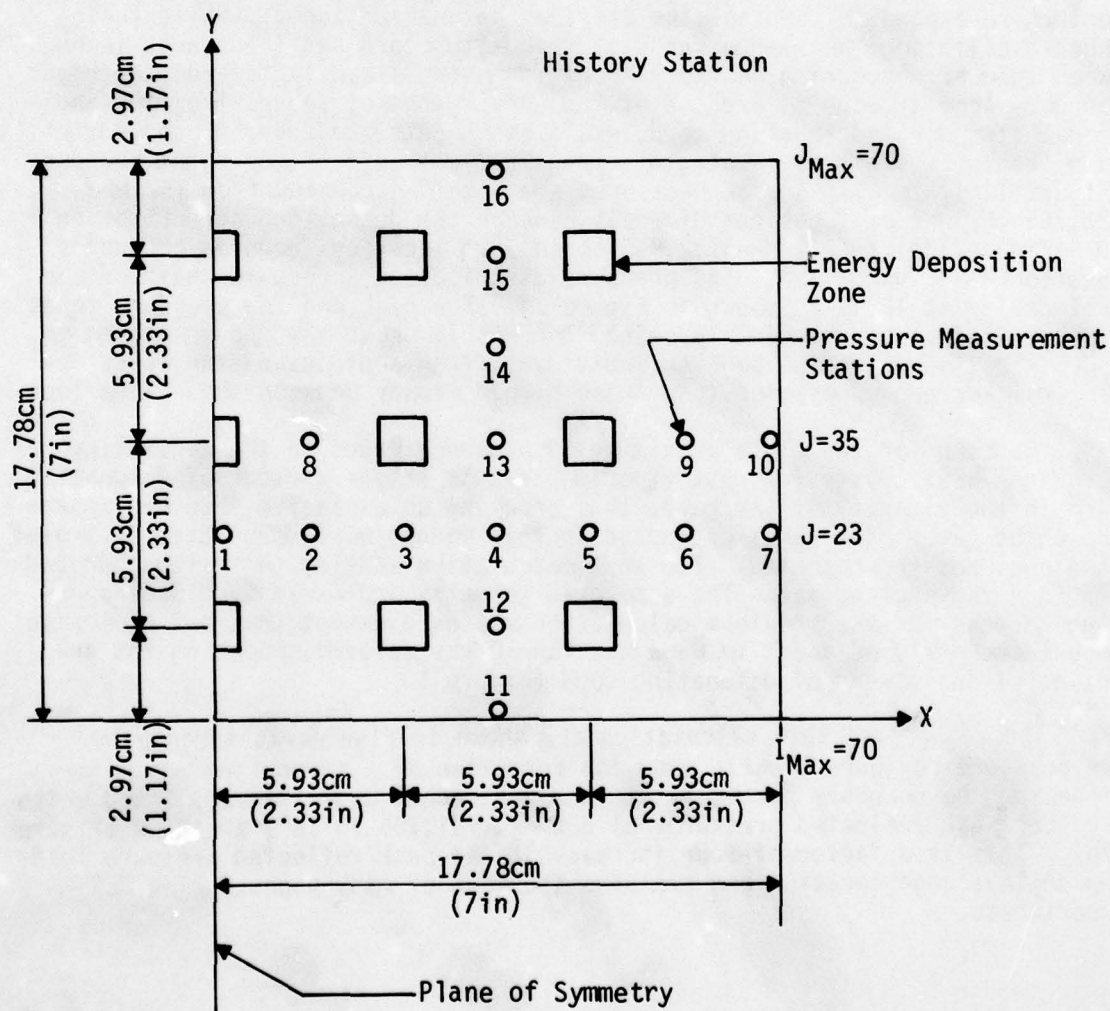 Y
History Station
2.97cm
(1.17in)
J Max =70
16
15
Energy Deposition
Zone
5.93cm
(2.33in)
14
Pressure Measurement
Stations
17.78cm
(7in)
8
13
9
10
J=35
5.93cm
(2.33in)
1
2
3
4
5
6
7
J=23
12
11
X
2.97cm
(1.17in)
I Max =70
5.93cm
(2.33in)
5.93cm
(2.33in)
5.93cm
(2.33in)
17.78cm
(7in)
Plane of Symmetry